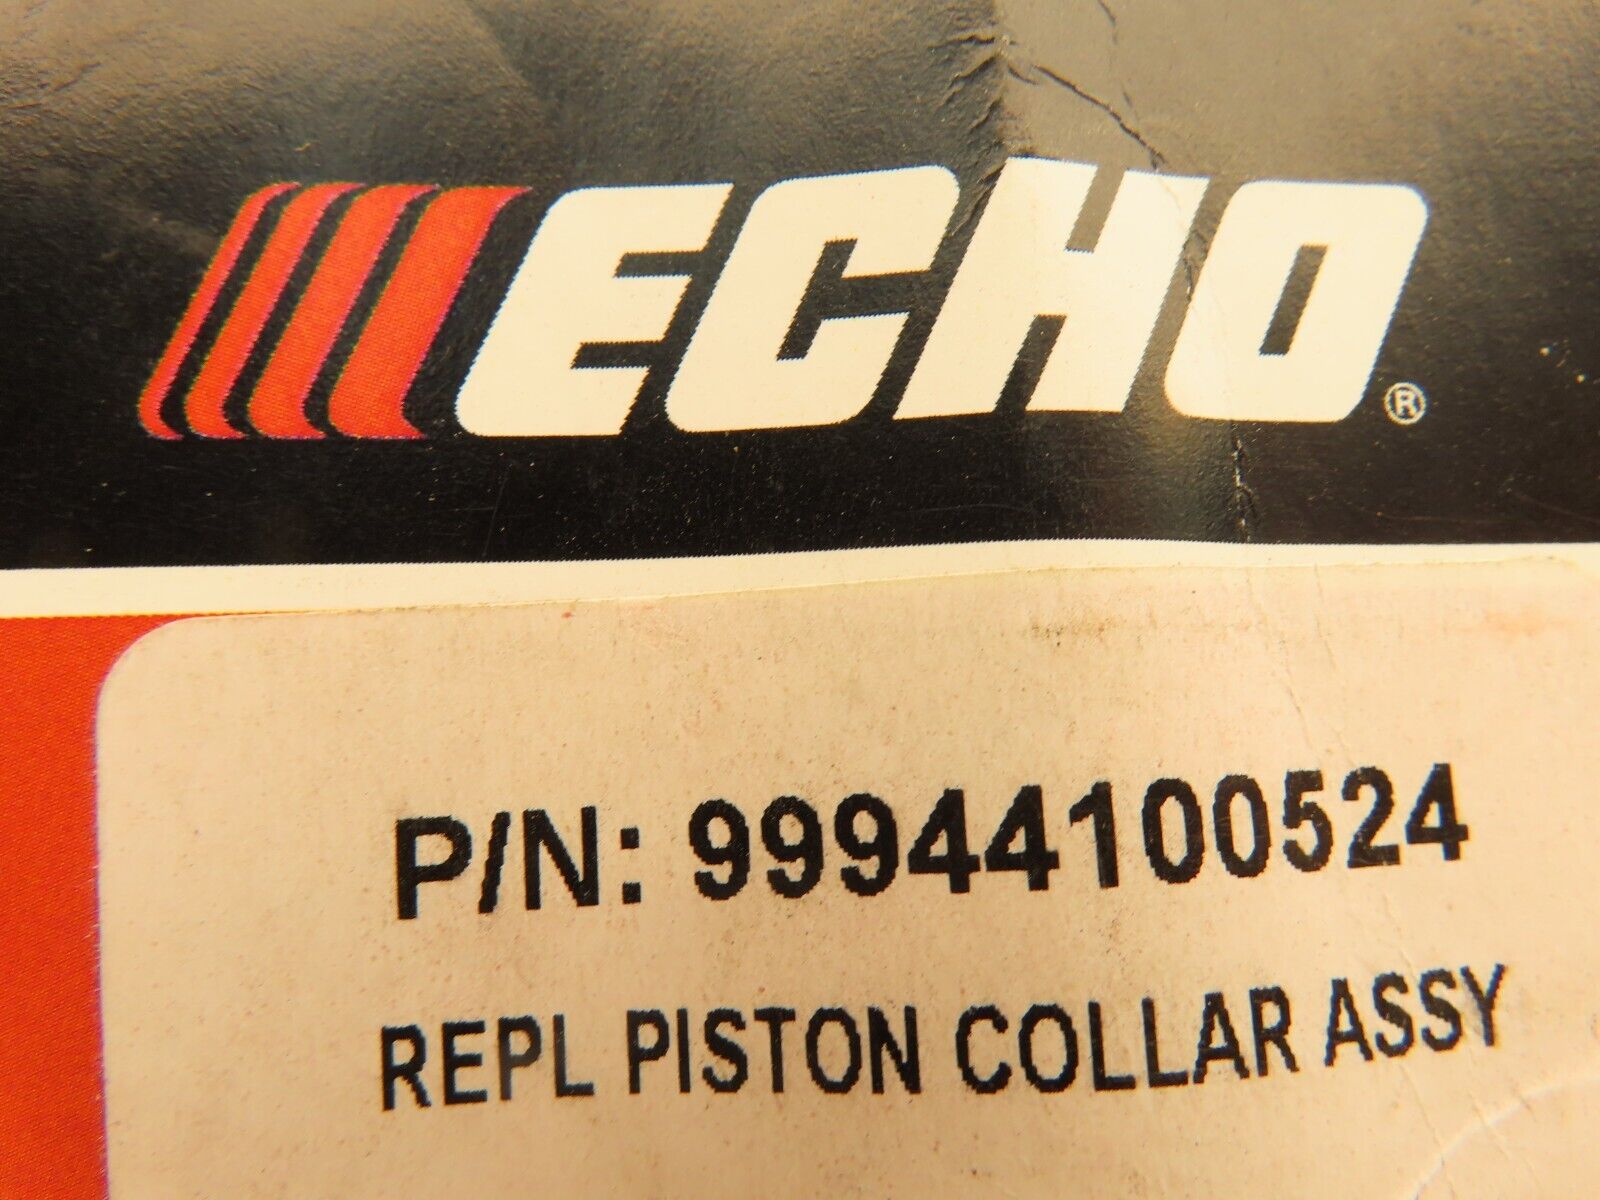 ECHO®
P/N: 99944100524
REPL PISTON COLLAR ASSY